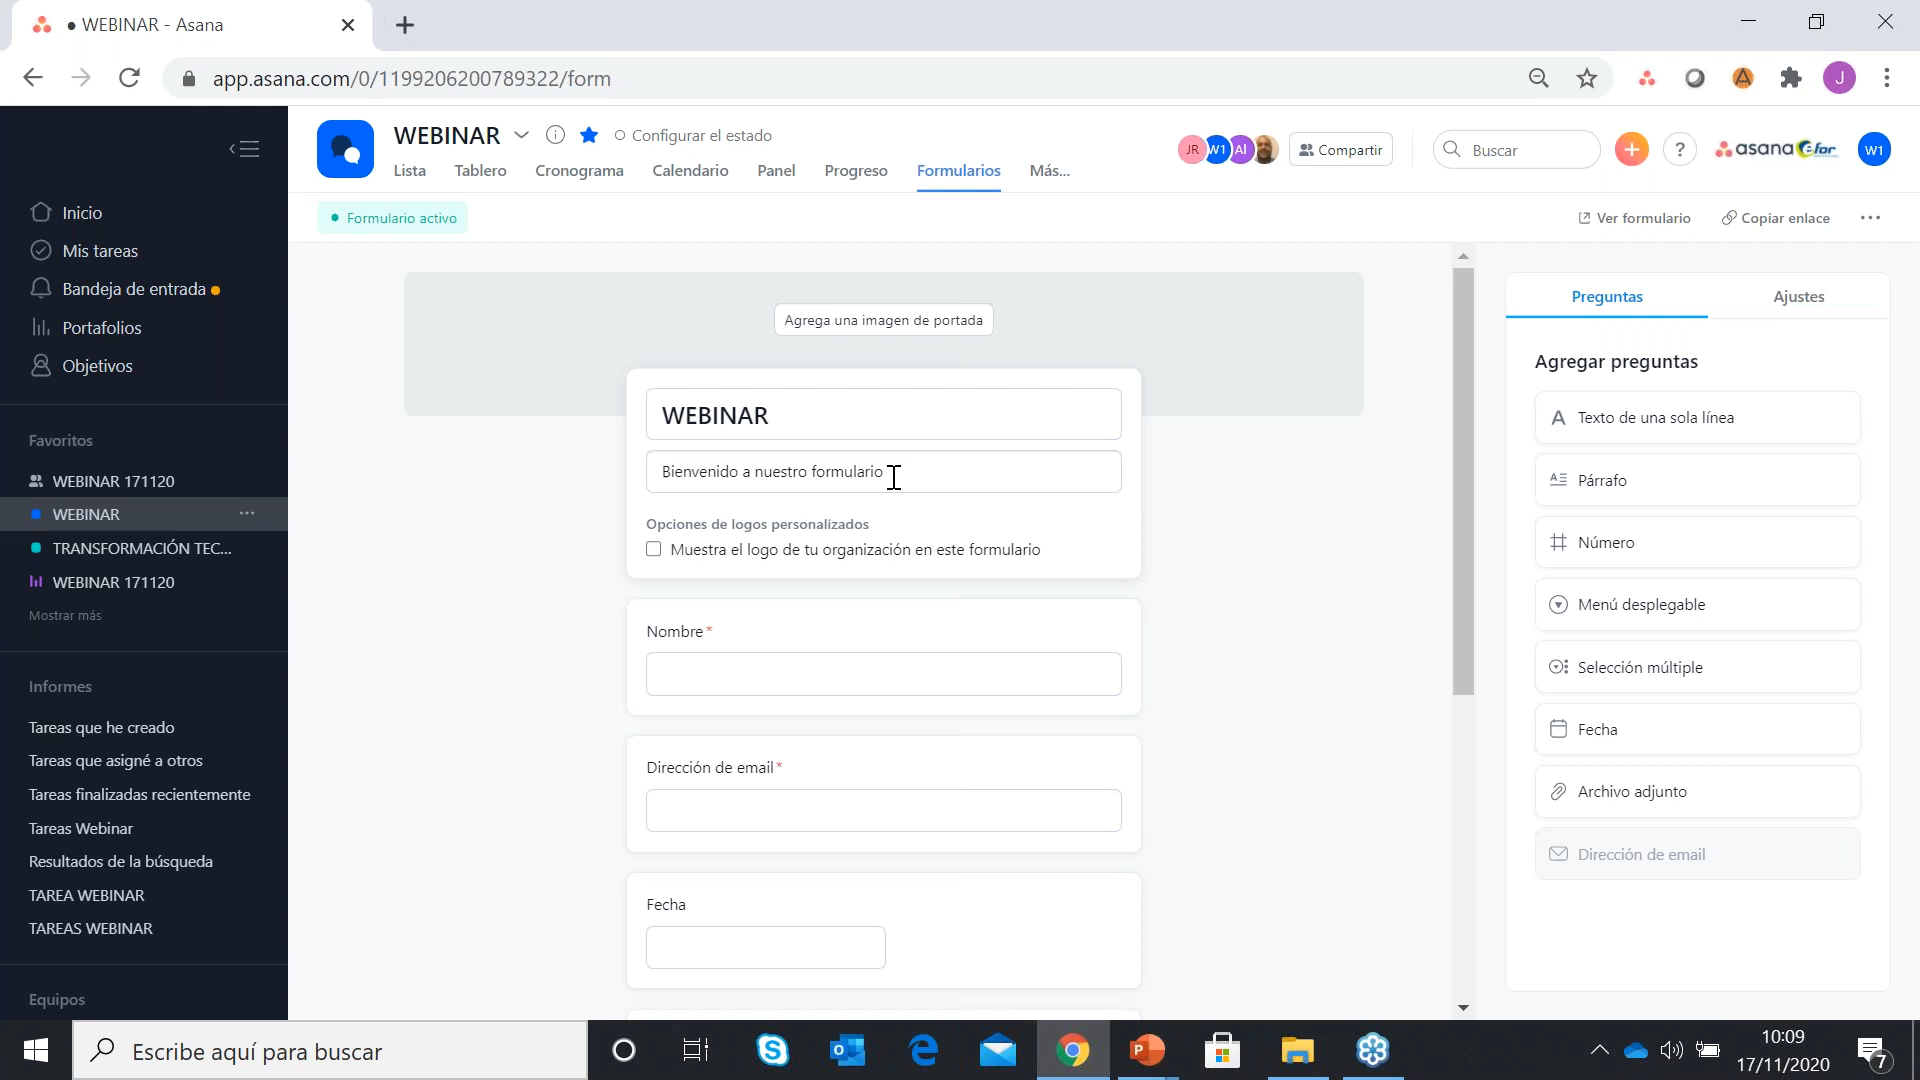 ● WEBINAR - Asana
app.asana.com/0/1199206200789322/form
J
WEBINAR
Configurar el estado
Lista Tablero Cronograma Calendario Panel Progreso Formularios Más...
JR W1 AI
Compartir
Buscar
?
asana efor
W1
Formulario activo
Ver formulario
Copiar enlace
Inicio
Mis tareas
Bandeja de entrada
Portafolios
Objetivos
Favoritos
WEBINAR 171120
WEBINAR
TRANSFORMACIÓN TEC...
WEBINAR 171120
Mostrar más
Informes
Tareas que he creado
Tareas que asigné a otros
Tareas finalizadas recientemente
Tareas Webinar
Resultados de la búsqueda
TAREA WEBINAR
TAREAS WEBINAR
Equipos
Agrega una imagen de portada
WEBINAR
Bienvenido a nuestro formulario
Opciones de logos personalizados
Muestra el logo de tu organización en este formulario
Nombre*
Dirección de email*
Fecha
Preguntas Ajustes
Agregar preguntas
Texto de una sola línea
Párrafo
Número
Menú desplegable
Selección múltiple
Fecha
Archivo adjunto
Dirección de email
Escribe aquí para buscar
10:09
17/11/2020
7